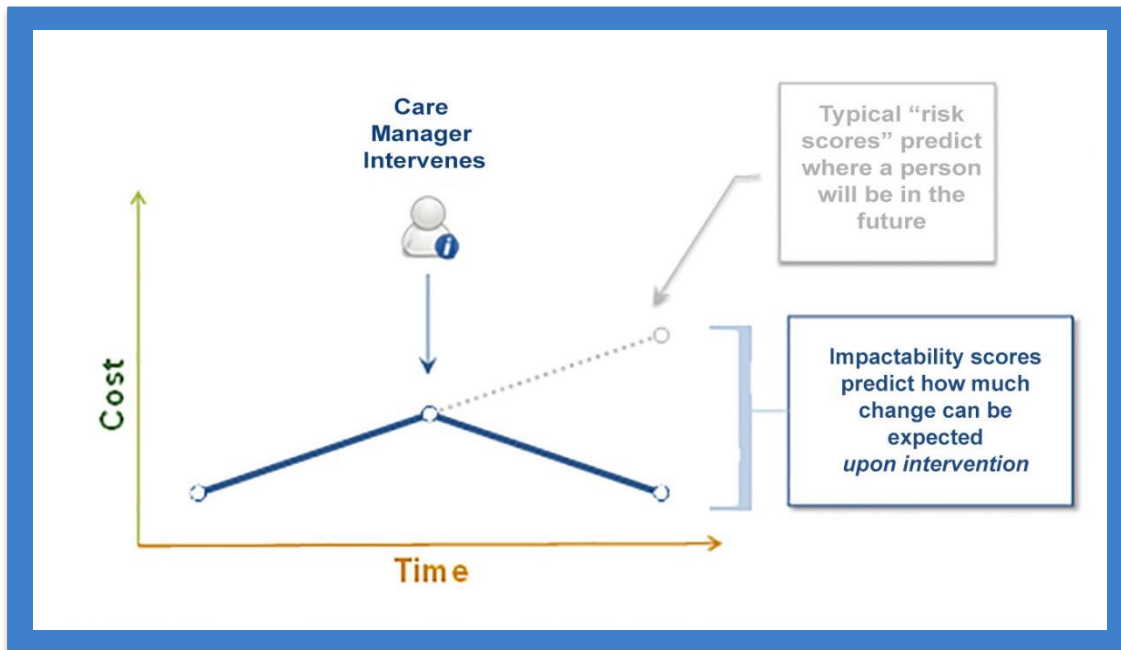 Care
Manager
Intervenes
i
Typical “risk
scores” predict
where a person
will be in the
future
Impactability scores
predict how much
change can be
expected
upon intervention
Cost
Time